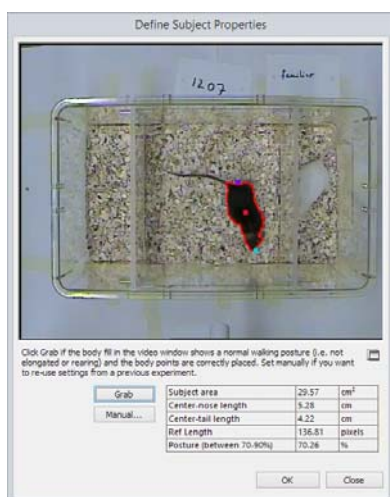 Define Subject Properties
1207
familiar
Click Grab if the body fill in the video window shows a normal walking posture (i.e. not
elongated or rearing) and the body points are correctly placed. Set manually if you want
to re-use settings from a previous experiment.
Grab
Manual...
Subject area 29.57 cm²
Center-nose length 5.28 cm
Center-tail length 4.22 cm
Ref Length 136.81 pixels
Posture (between 70-90%) 70.26 %
OK Close